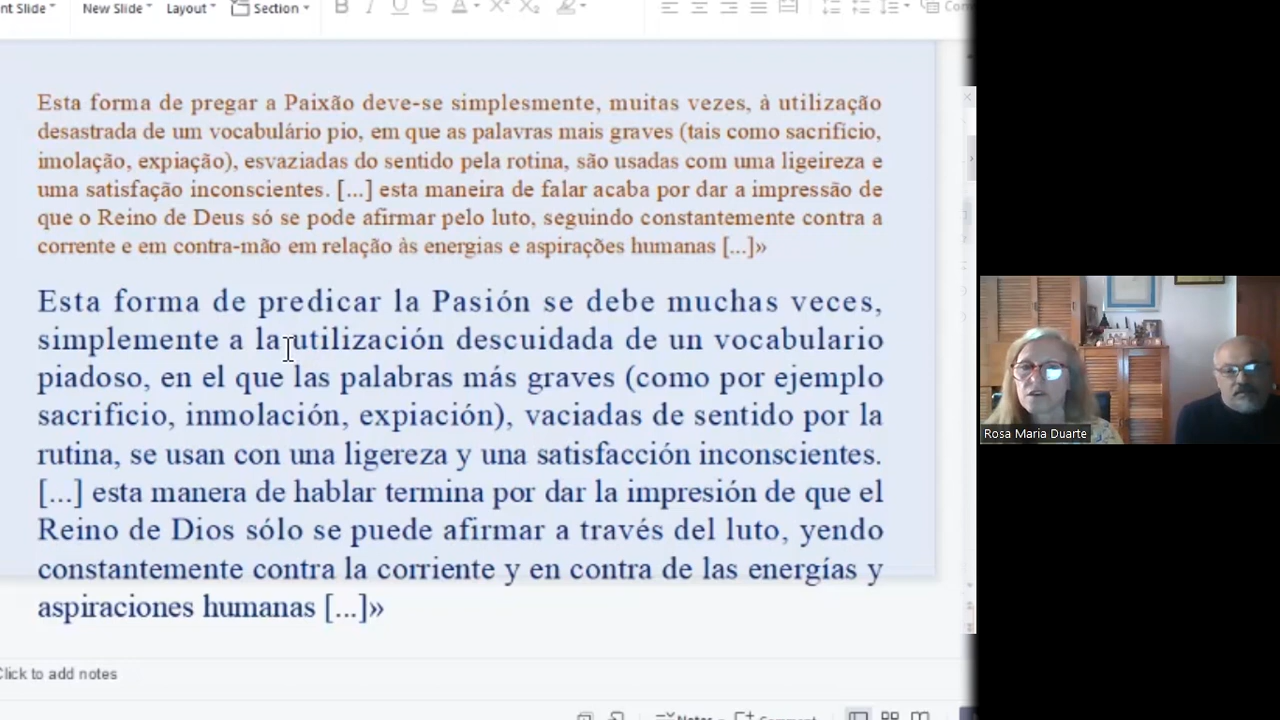 nt Slide
New Slide
Layout
Section
B I U S A X² X₂
Esta forma de pregar a Paixão deve-se simplesmente, muitas vezes, à utilização
desastrada de um vocabulário pio, em que as palavras mais graves (tais como sacrifício,
imolação, expiação), esvaziadas do sentido pela rotina, são usadas com uma ligeireza e
uma satisfação inconscientes. [...] esta maneira de falar acaba por dar a impressão de
que o Reino de Deus só se pode afirmar pelo luto, seguindo constantemente contra a
corrente e em contra-mão em relação às energias e aspirações humanas [...]»
Esta forma de predicar la Pasión se debe muchas veces,
simplemente a la utilización descuidada de un vocabulario
piadoso, en el que las palabras más graves (como por ejemplo
sacrificio, inmolación, expiación), vaciadas de sentido por la
rutina, se usan con una ligereza y una satisfacción inconscientes.
[...] esta manera de hablar termina por dar la impresión de que el
Reino de Dios sólo se puede afirmar a través del luto, yendo
constantemente contra la corriente y en contra de las energías y
aspiraciones humanas [...]»
Click to add notes
Rosa Maria Duarte